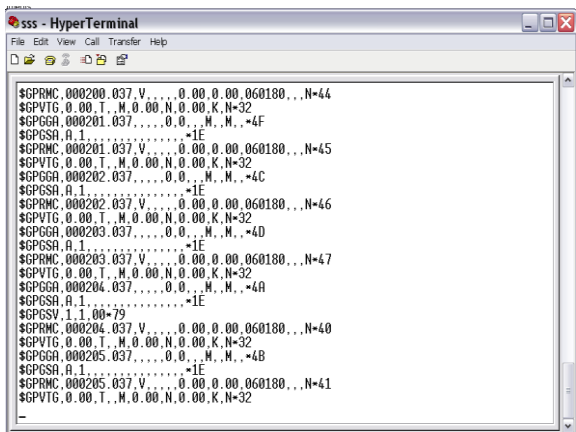 sss - HyperTerminal
File Edit View Call Transfer Help
$GPRMC,000200.037,V,,,,,0.00,0.00,060180,,,N*44
$GPVTG,0.00,T,,M,0.00,N,0.00,K,N*32
$GPGGA,000201.037,,,,,0,0,,,M,,M,,*4F
$GPGSA,A,1,,,,,,,,,,,,,,,*1E
$GPRMC,000201.037,V,,,,,0.00,0.00,060180,,,N*45
$GPVTG,0.00,T,,M,0.00,N,0.00,K,N*32
$GPGGA,000202.037,,,,,0,0,,,M,,M,,*4C
$GPGSA,A,1,,,,,,,,,,,,,,,*1E
$GPRMC,000202.037,V,,,,,0.00,0.00,060180,,,N*46
$GPVTG,0.00,T,,M,0.00,N,0.00,K,N*32
$GPGGA,000203.037,,,,,0,0,,,M,,M,,*4D
$GPGSA,A,1,,,,,,,,,,,,,,,*1E
$GPRMC,000203.037,V,,,,,0.00,0.00,060180,,,N*47
$GPVTG,0.00,T,,M,0.00,N,0.00,K,N*32
$GPGGA,000204.037,,,,,0,0,,,M,,M,,*4A
$GPGSA,A,1,,,,,,,,,,,,,,,*1E
$GPGSV,1,1,00*79
$GPRMC,000204.037,V,,,,,0.00,0.00,060180,,,N*40
$GPVTG,0.00,T,,M,0.00,N,0.00,K,N*32
$GPGGA,000205.037,,,,,0,0,,,M,,M,,*4B
$GPGSA,A,1,,,,,,,,,,,,,,,*1E
$GPRMC,000205.037,V,,,,,0.00,0.00,060180,,,N*41
$GPVTG,0.00,T,,M,0.00,N,0.00,K,N*32